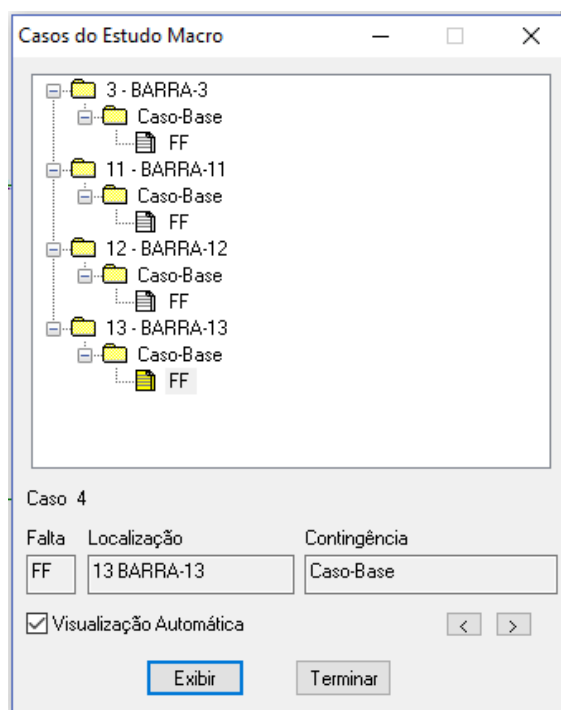 Casos do Estudo Macro
3 - BARRA-3
Caso-Base
FF
11 - BARRA-11
Caso-Base
FF
12 - BARRA-12
Caso-Base
FF
13 - BARRA-13
Caso-Base
FF
Caso 4
Falta Localização Contingência
FF 13 BARRA-13 Caso-Base
Visualização Automática < >
Exibir Terminar